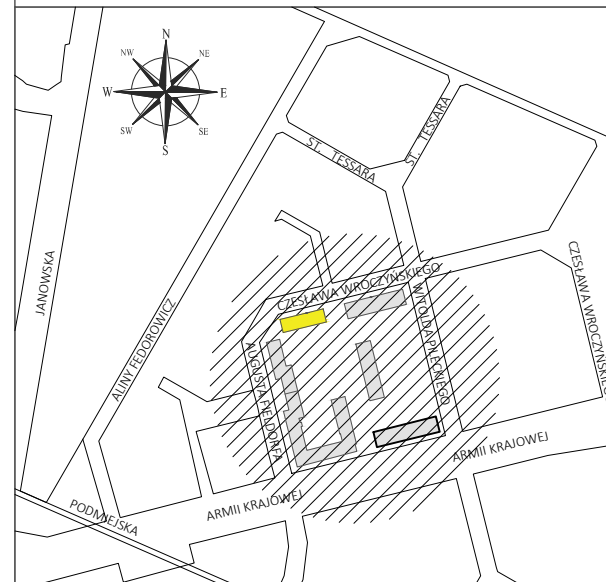 N
NW
NE
W
E
SW
SE
S
ST. TESSARA
ST. TESSARA
JANOWSKA
ALINY FEDOROWICZ
CZESŁAWA WROCZYŃSKIEGO
CZESŁAWA WROCZYŃSKIEGO
WITOLDA PILECKIEGO
AUGUSTA FIELDORFA
ARMII KRAJOWEJ
ARMII KRAJOWEJ
PODMIEJSKA